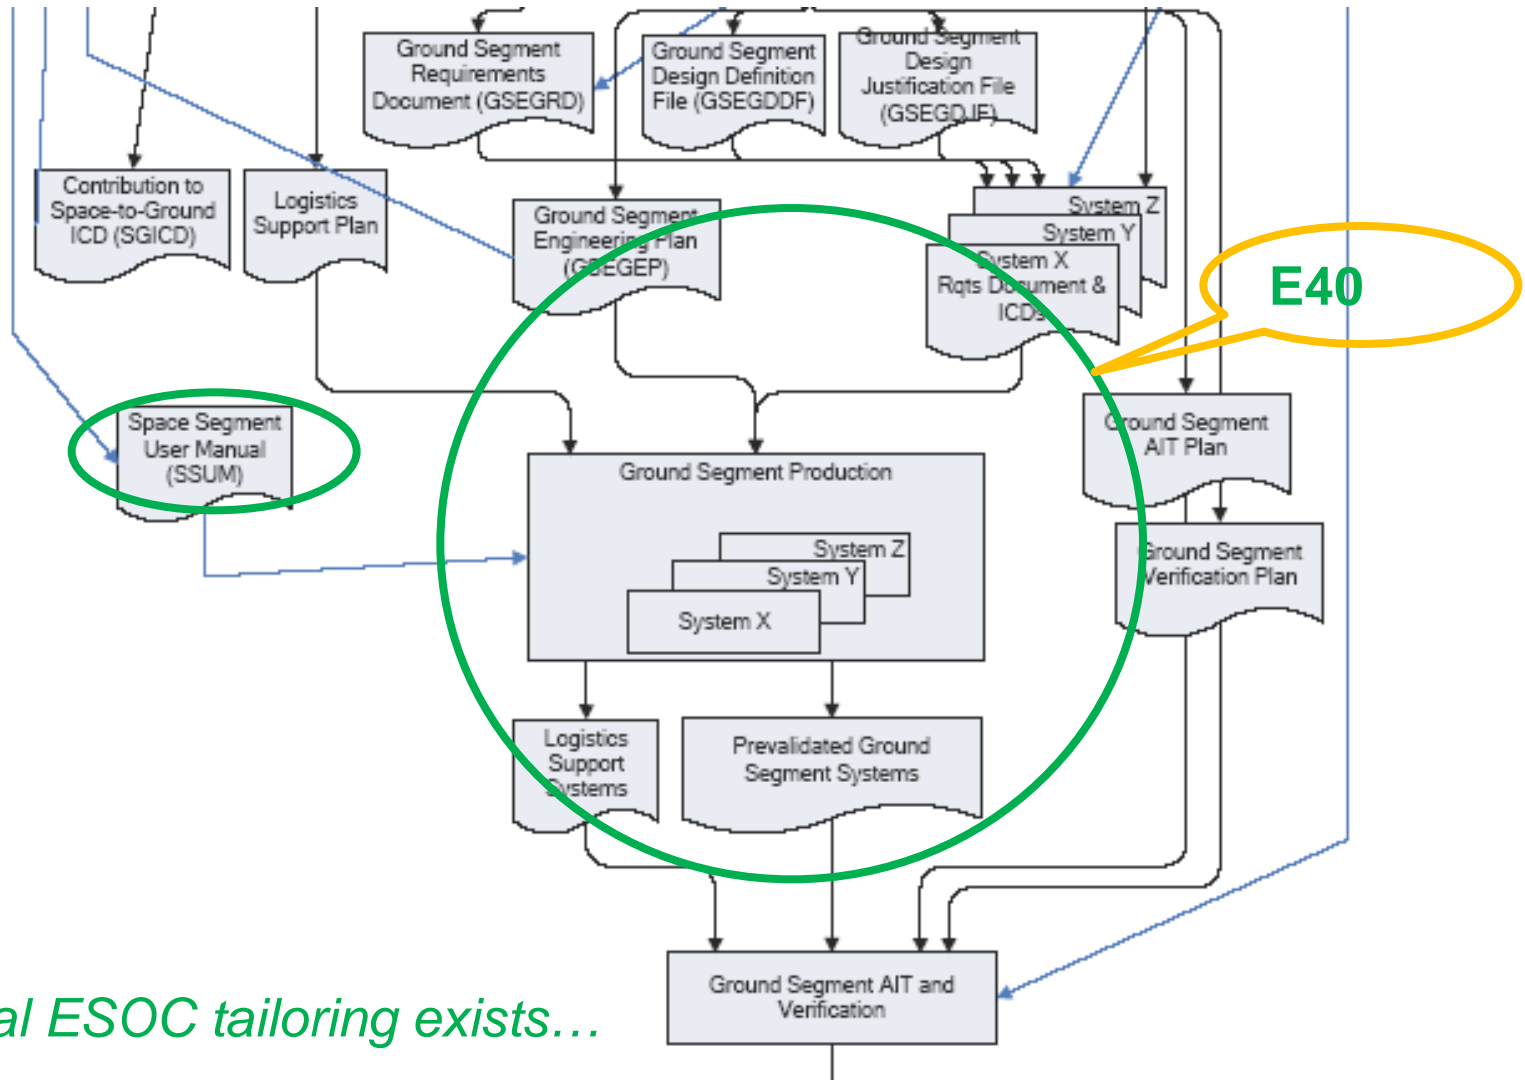 Ground Segment
Requirements
Document (GSEGRD)
Ground Segment
Design Definition
File (GSEGDDF)
Ground Segment
Design
Justification File
(GSEGDJF)
Contribution to
Space-to-Ground
ICD (SGICD)
Logistics
Support Plan
Ground Segment
Engineering Plan
(GSEGEP)
System Z
System Y
System X
Rqts Document &
ICDs
E40
Space Segment
User Manual
(SSUM)
Ground Segment
AIT Plan
Ground Segment Production
System Z
System Y
System X
Ground Segment
Verification Plan
Logistics
Support
Systems
Prevalidated Ground
Segment Systems
Ground Segment AIT and
Verification
al ESOC tailoring exists…